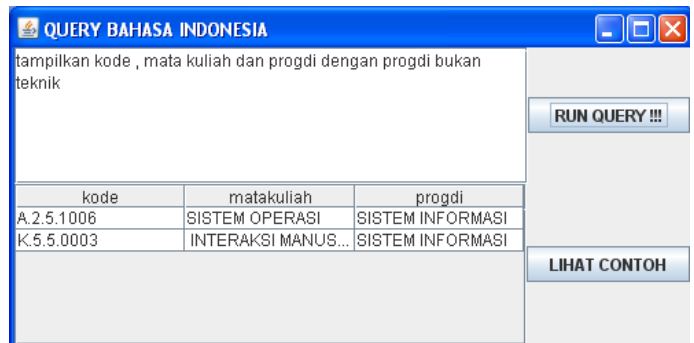 QUERY BAHASA INDONESIA
tampilkan kode , mata kuliah dan progdi dengan progdi bukan
teknik
RUN QUERY !!!
kode matakuliah progdi
A.2.5.1006 SISTEM OPERASI SISTEM INFORMASI
K.5.5.0003 INTERAKSI MANUS... SISTEM INFORMASI
LIHAT CONTOH